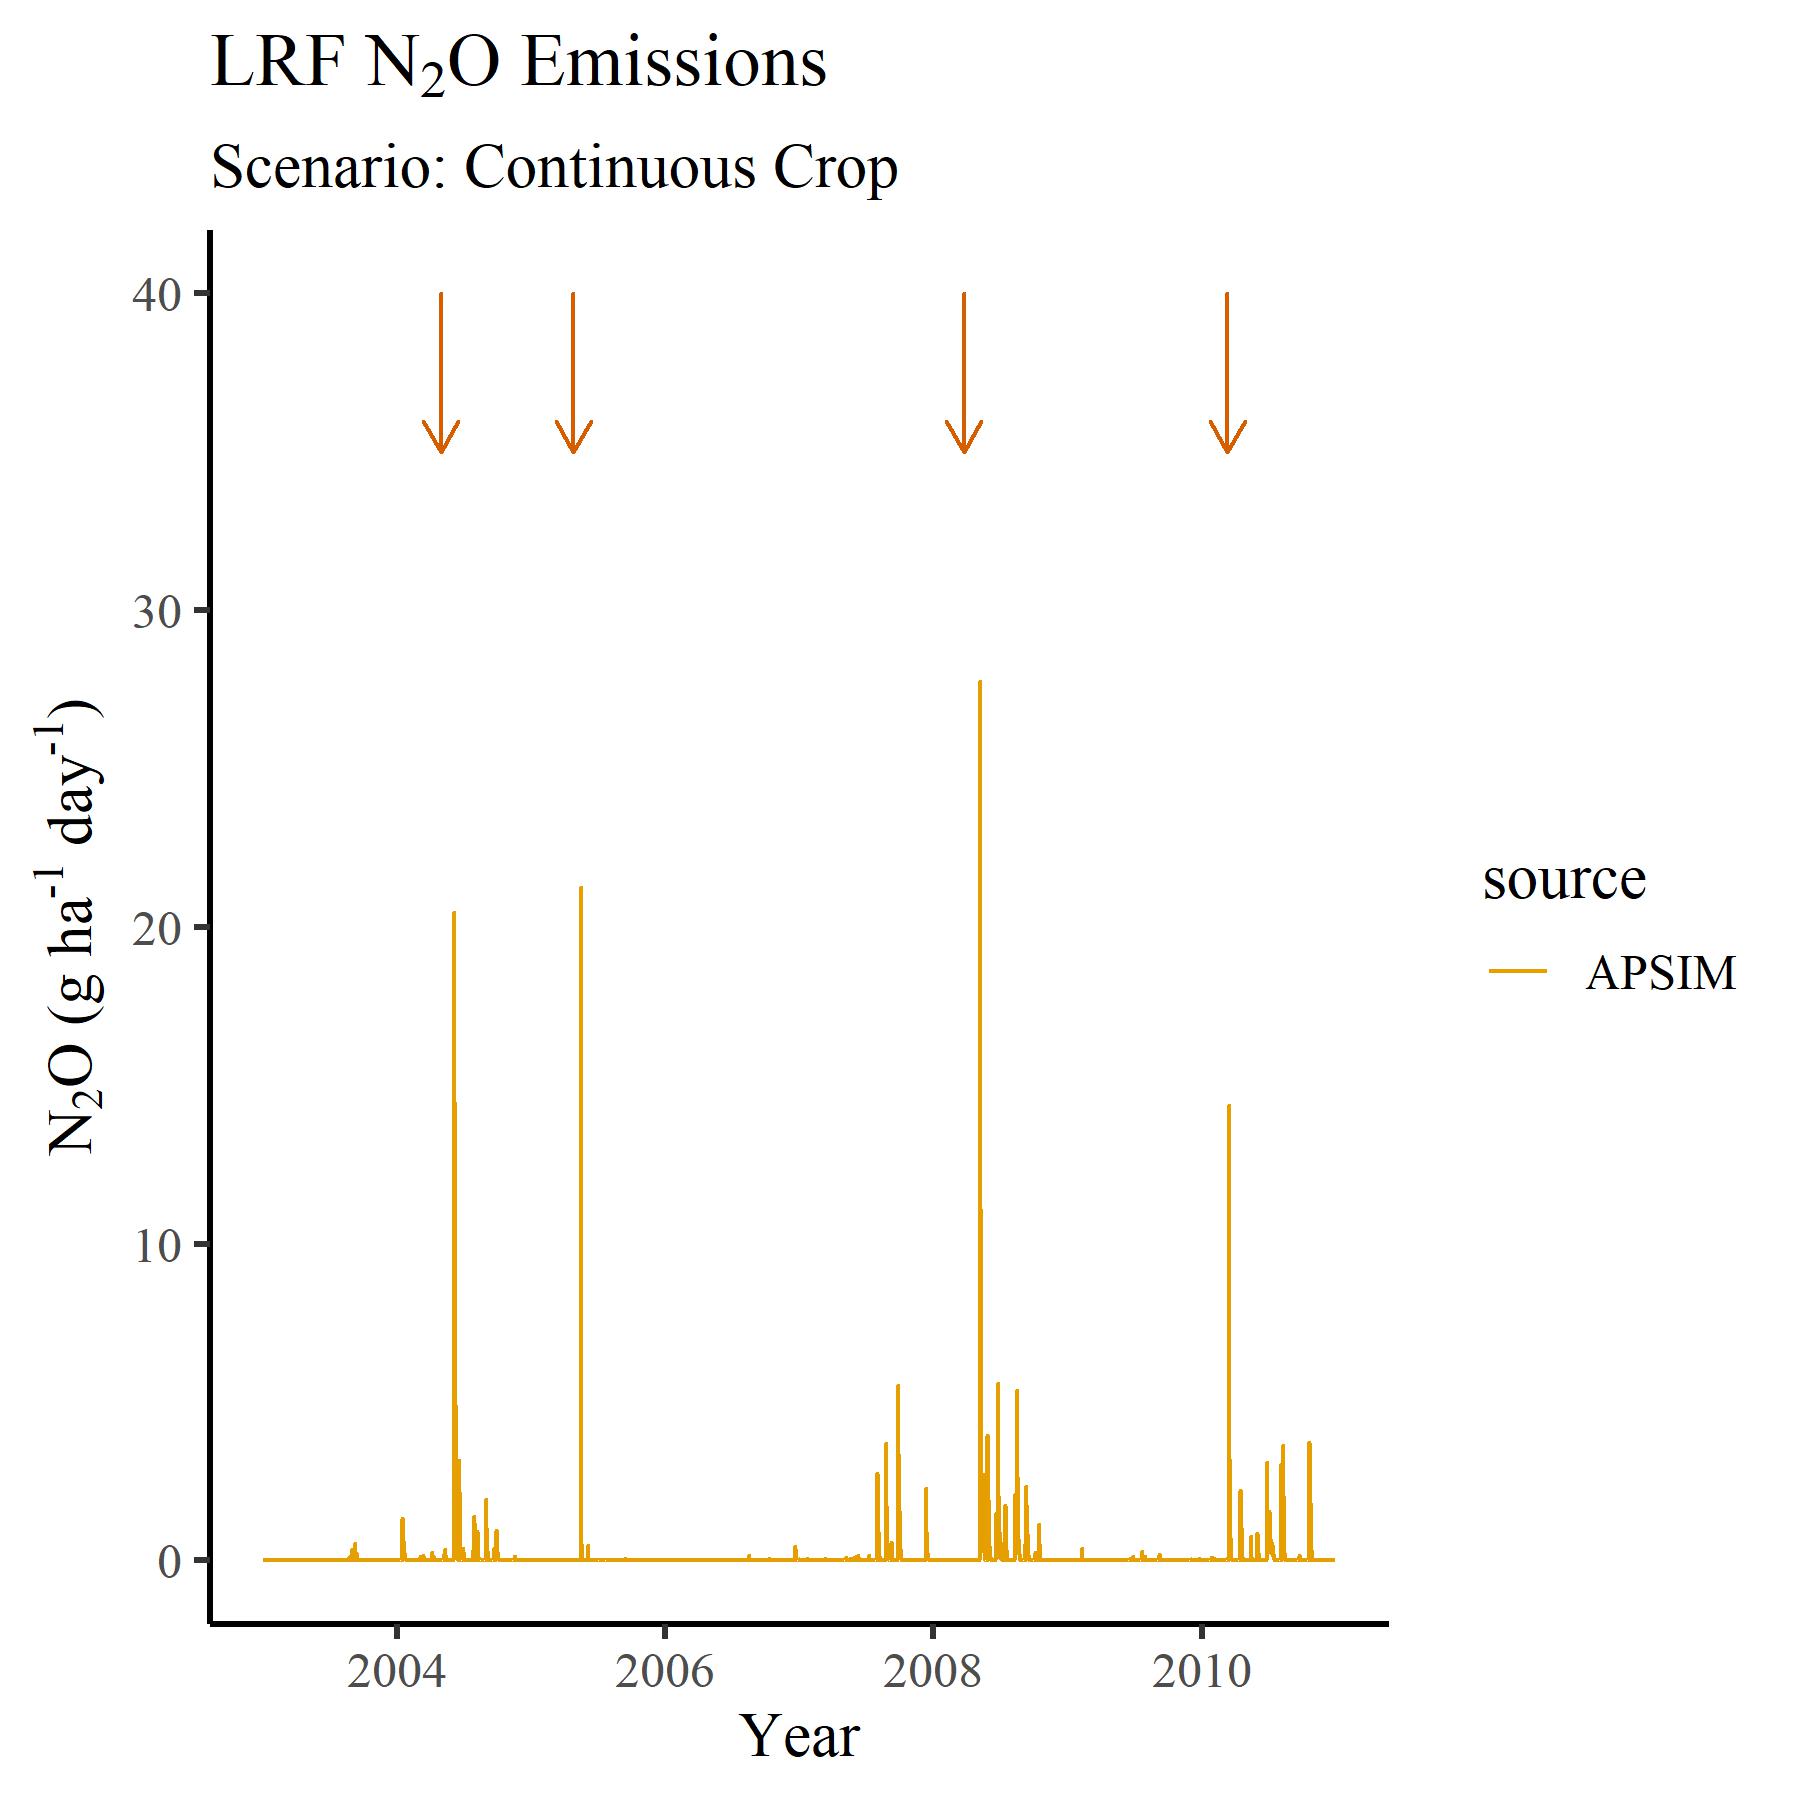 LRF N₂O Emissions
Scenario: Continuous Crop
40
30
20
10
0
N₂O (g ha⁻¹ day⁻¹)
2004 2006 2008 2010
Year
source
APSIM